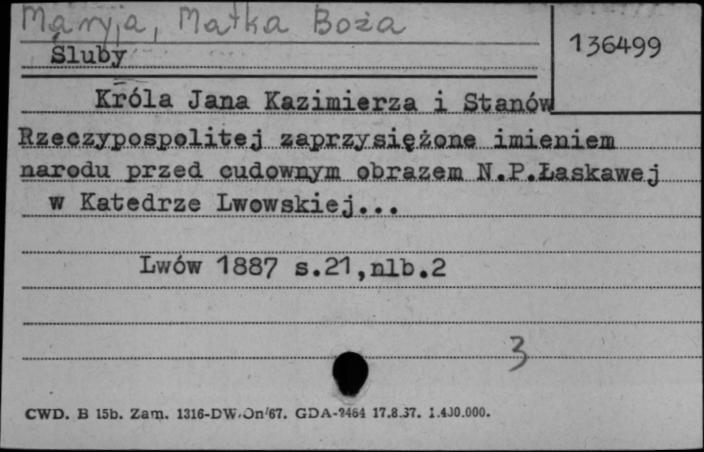 Maryja, Matka Boża
136499
Śluby
Króla Jana Kazimierza i Stanów
Rzeczypospolitej zaprzysiężone imieniem
narodu przed cudownym obrazem N.P.Łaskawej
w Katedrze Lwowskiej...
Lwów 1887 s.21,nlb.2
3
CWD. B 15b. Zam. 1316-DW/On/67. GDA-2464 17.8.67. 1.400.000.